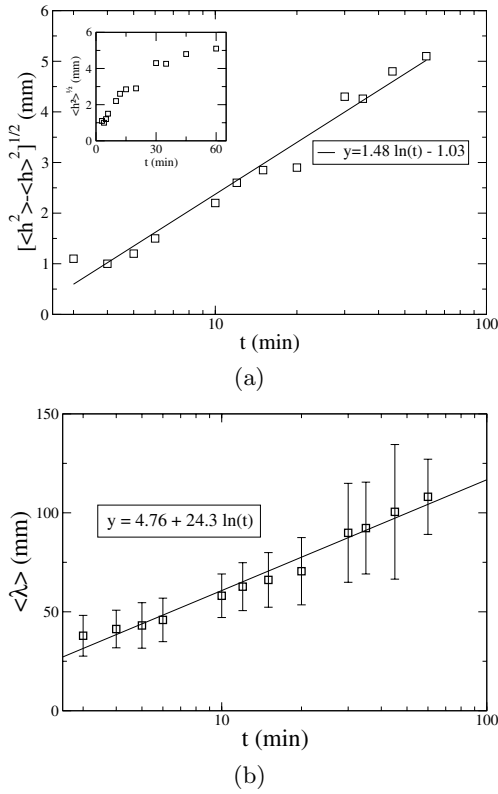 6
5
4
3
2
1
0
[<h²>-<h>²]^1/2 (mm)
6
4
2
0
<h²>^½ (mm)
0
30
60
t (min)
y=1.48 ln(t) - 1.03
10
100
t (min)
(a)
150
100
50
0
<λ> (mm)
y = 4.76 + 24.3 ln(t)
10
100
t (min)
(b)